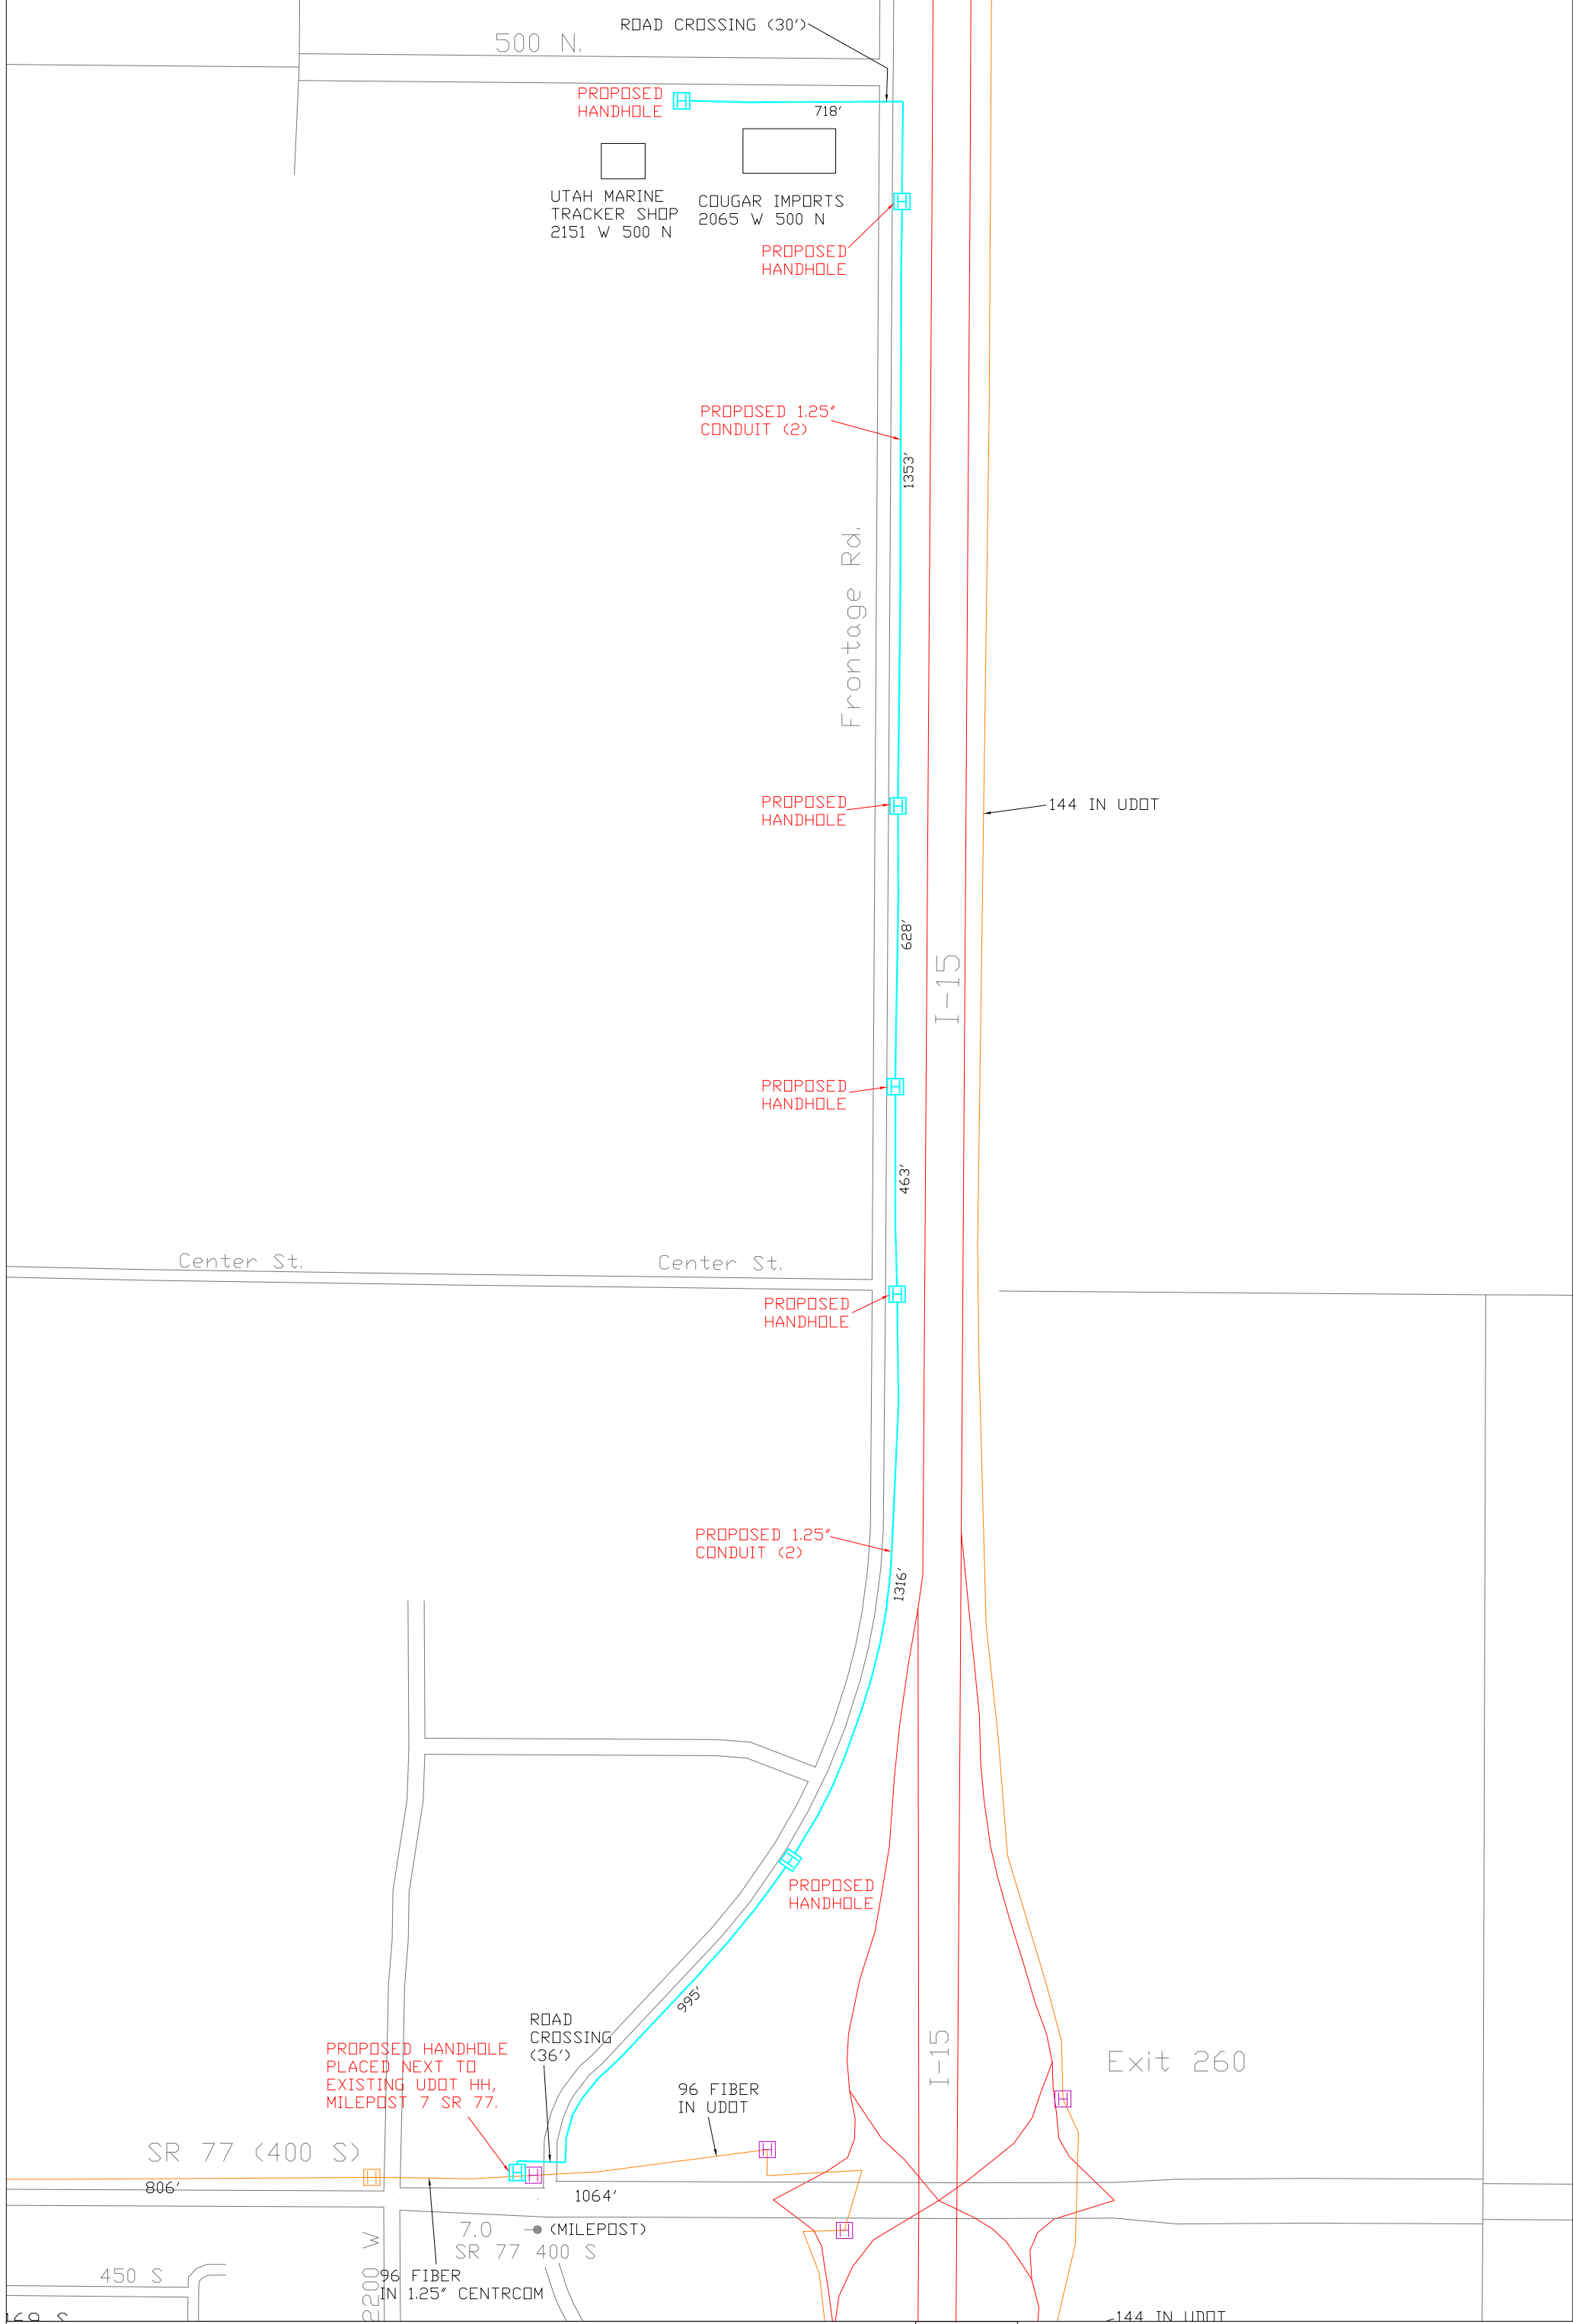 ROAD CROSSING (30')
500 N.
PROPOSED
HANDHOLE
718'
UTAH MARINE
TRACKER SHOP
2151 W 500 N
COUGAR IMPORTS
2065 W 500 N
PROPOSED
HANDHOLE
PROPOSED 1.25"
CONDUIT (2)
1353'
Frontage Rd.
PROPOSED
HANDHOLE
144 IN UDOT
628'
I-15
PROPOSED
HANDHOLE
463'
Center St.
Center St.
PROPOSED
HANDHOLE
PROPOSED 1.25"
CONDUIT (2)
1316'
PROPOSED
HANDHOLE
995'
ROAD
CROSSING
(36')
I-15
Exit 260
PROPOSED HANDHOLE
PLACED NEXT TO
EXISTING UDOT HH,
MILEPOST 7 SR 77.
96 FIBER
IN UDOT
SR 77 (400 S)
806'
1064'
7.0
(MILEPOST)
SR 77 400 S
2200 W
450 S
96 FIBER
IN 1.25" CENTRCOM
144 IN UDOT